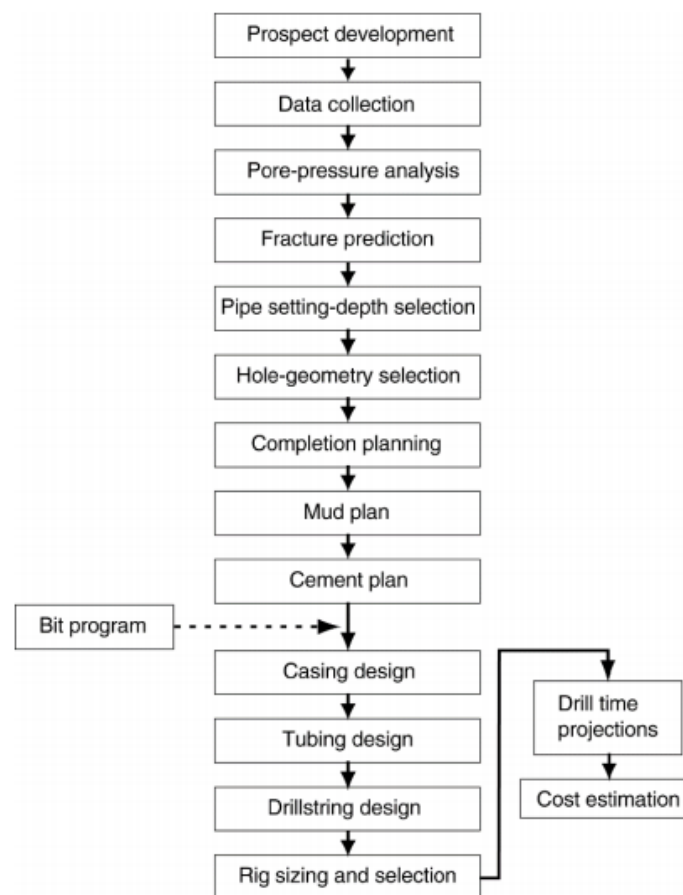 Prospect development
Data collection
Pore-pressure analysis
Fracture prediction
Pipe setting-depth selection
Hole-geometry selection
Completion planning
Mud plan
Cement plan
Bit program
Casing design
Tubing design
Drillstring design
Rig sizing and selection
Drill time
projections
Cost estimation